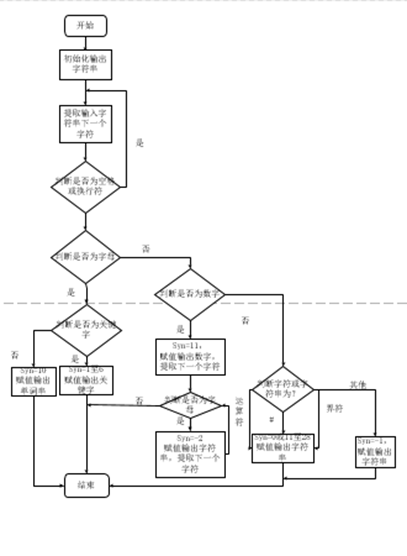 开始
初始化输出
字符串
提取输入字
符串下一个
字符
是
判断是否为空格
或换行符
判断是否为字母
否
是
判断是否为数字
是
否
判断是否为关键
字
否
是
Syn=10
赋值输出
单词串
Syn=1至6
赋值输出关
键字
Syn=11,
赋值输出数字,
提取下一个字符
判断是否为字
母
否
是
运
算
符
Syn=-2
赋值输出字符
串, 提取下一个
字符
判断字符或字
符串为?
#
界符
其他
赋值输出字符
串
Syn=-1,
赋值输出
字符串
结束